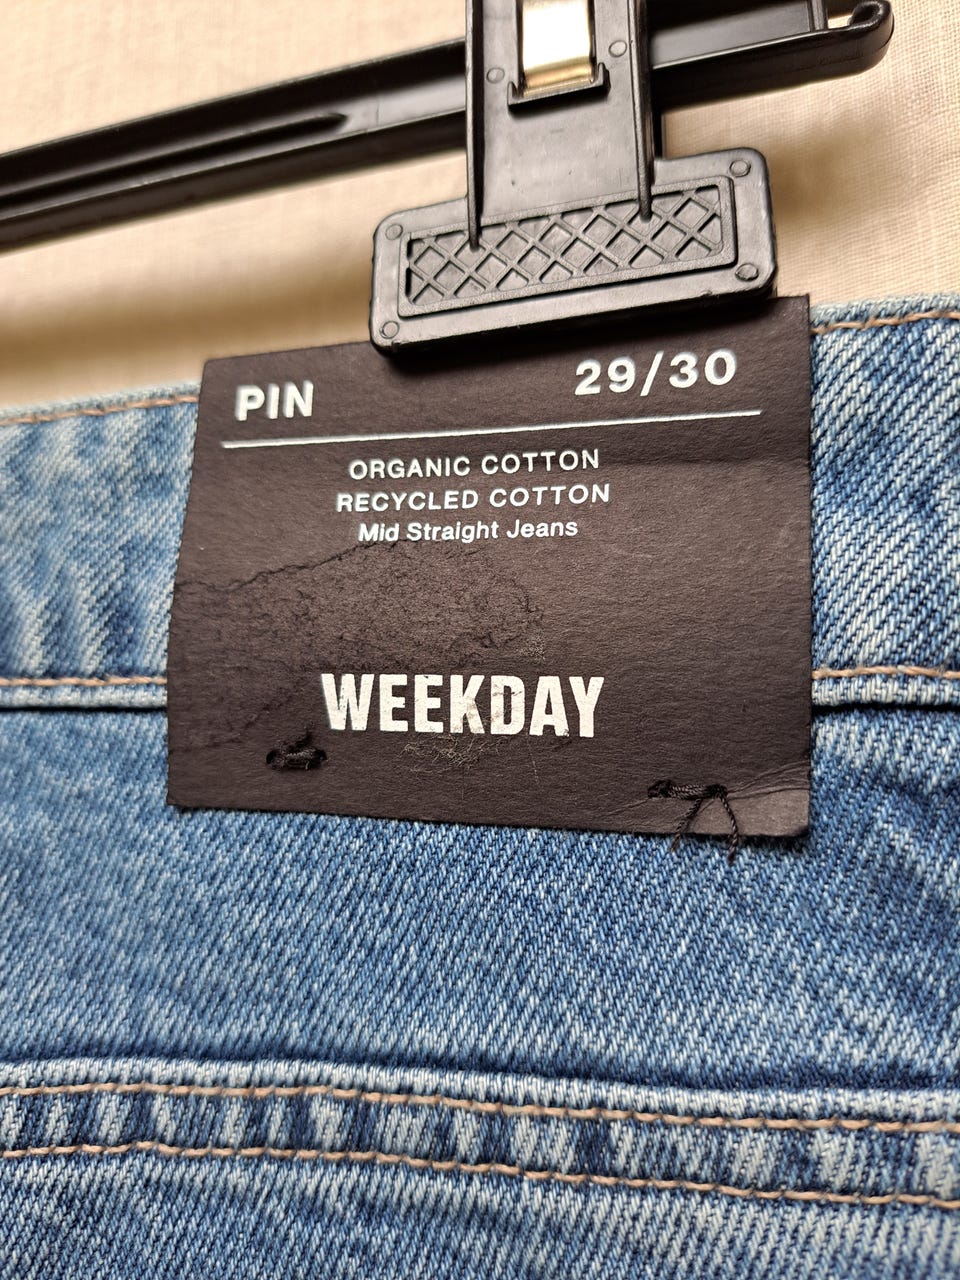 PIN 29/30
ORGANIC COTTON
RECYCLED COTTON
Mid Straight Jeans
WEEKDAY